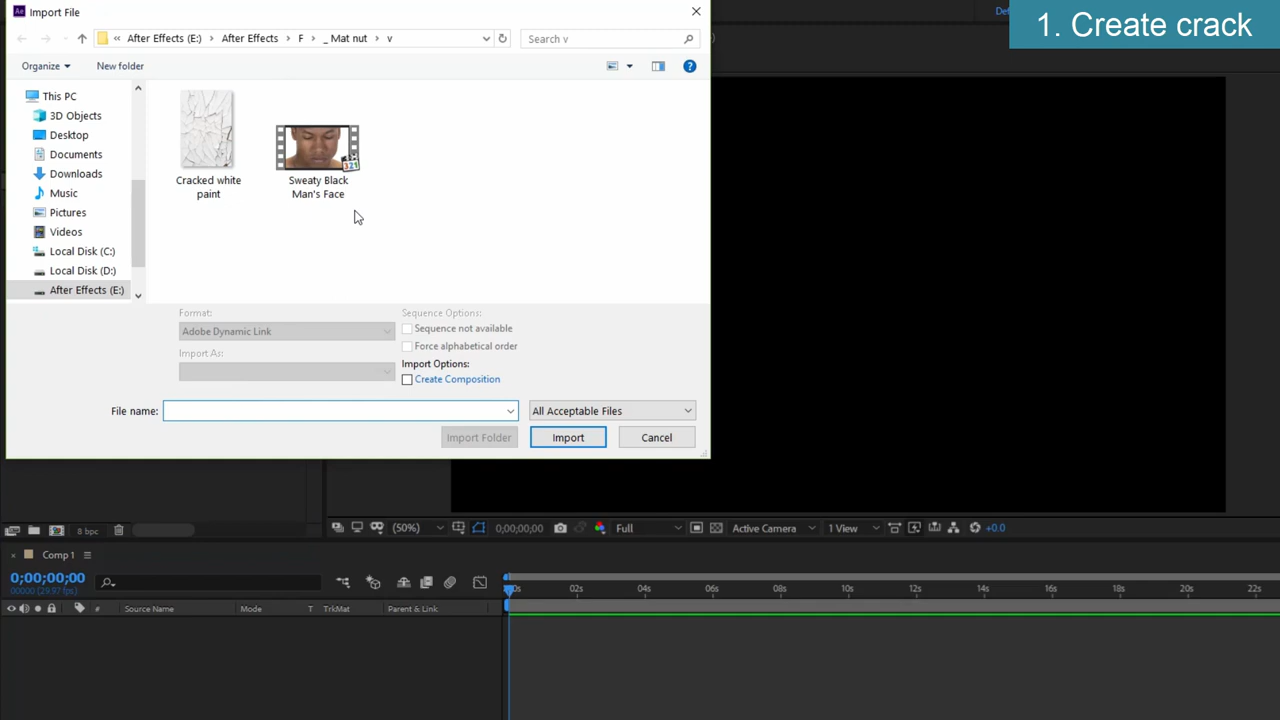 Import File
1. Create crack
« After Effects (E:) > After Effects > F > _ Mat nut > v
Search v
Organize
New folder
This PC
3D Objects
Desktop
Documents
Downloads
Music
Pictures
Videos
Local Disk (C:)
Local Disk (D:)
After Effects (E:)
Cracked white
paint
Sweaty Black
Man's Face
Format:
Adobe Dynamic Link
Import As:
Sequence Options:
Sequence not available
Force alphabetical order
Import Options:
Create Composition
File name:
All Acceptable Files
Import Folder
Import
Cancel
8 bpc
(50%)
0;00;00;00
Full
Active Camera
1 View
+0.0
Comp 1
0;00;00;00
00000 (29.97 fps)
#
Source Name
Mode
T
TrkMat
Parent & Link
02s
04s
06s
08s
10s
12s
14s
16s
18s
20s
22s